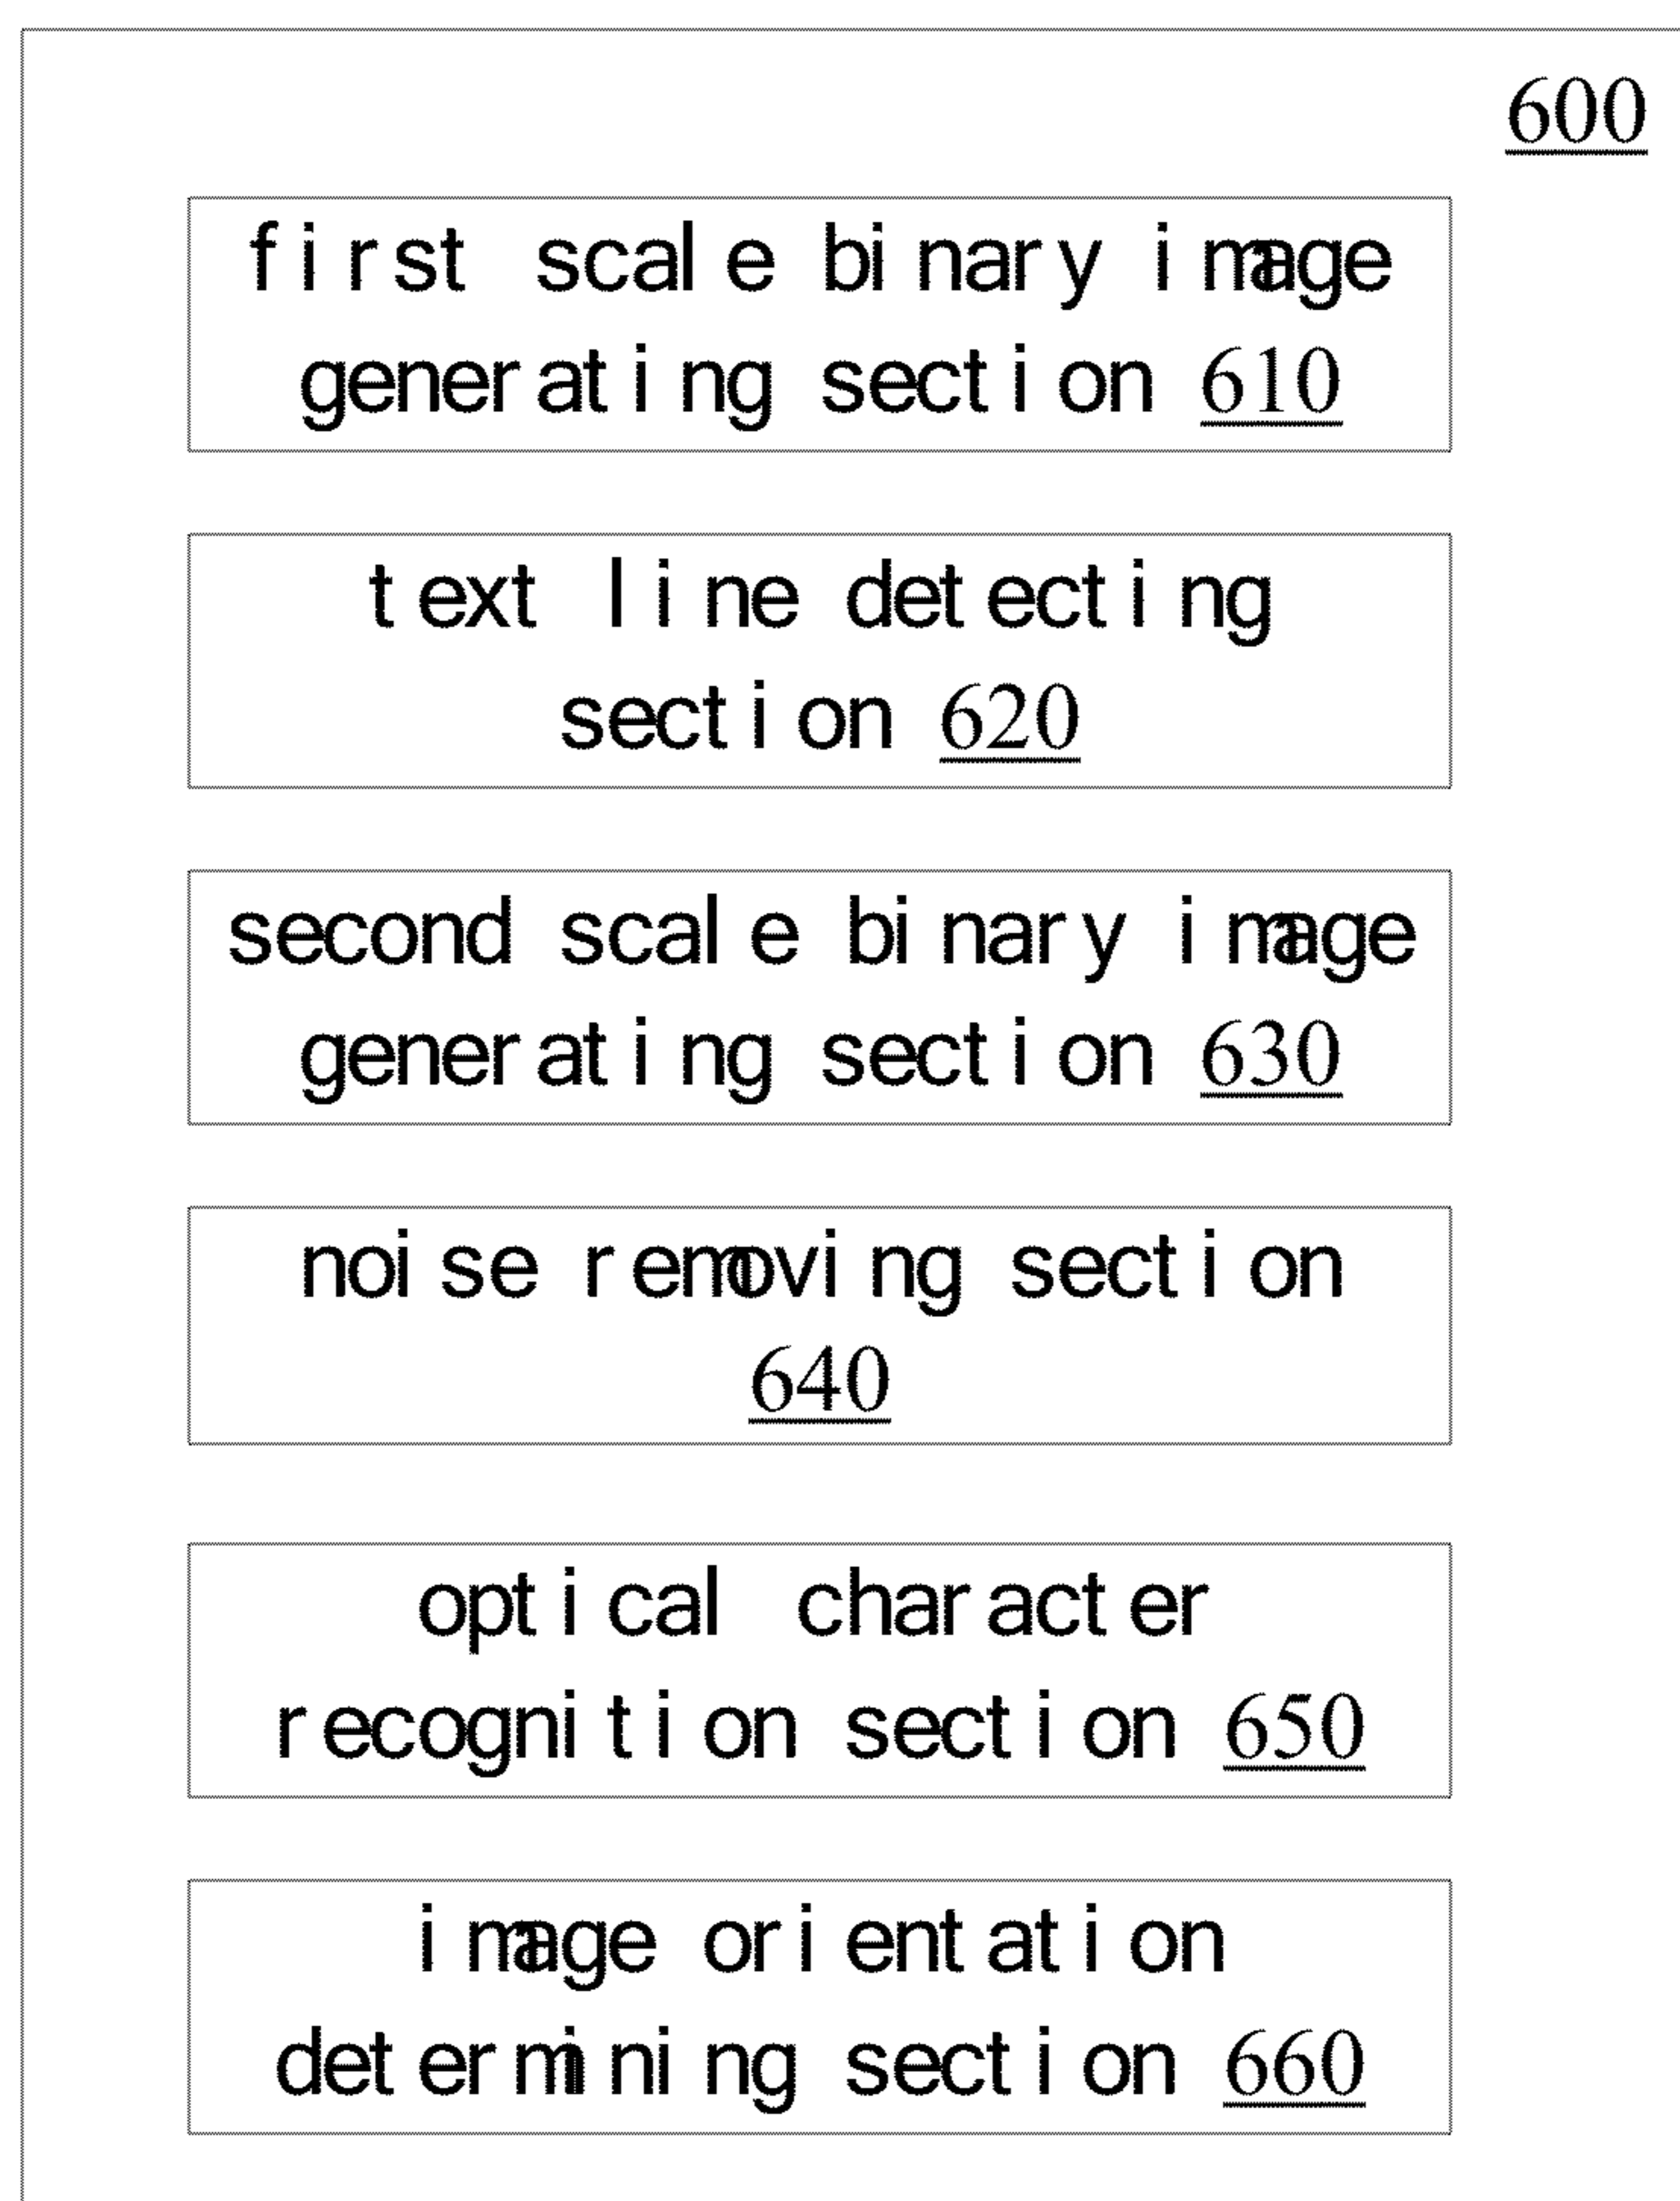 600
first scale binary image
generating section 610
text line detecting
section 620
second scale binary image
generating section 630
noise removing section
640
optical character
recognition section 650
image orientation
determining section 660